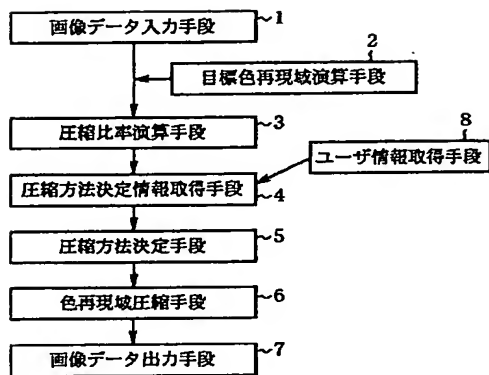 画像データ入力手段 ~1
2
目標色再現域演算手段
圧縮比率演算手段 ~3
8
ユーザ情報取得手段
圧縮方法決定情報取得手段 4
圧縮方法決定手段 ~5
色再現域圧縮手段 ~6
画像データ出力手段 ~7